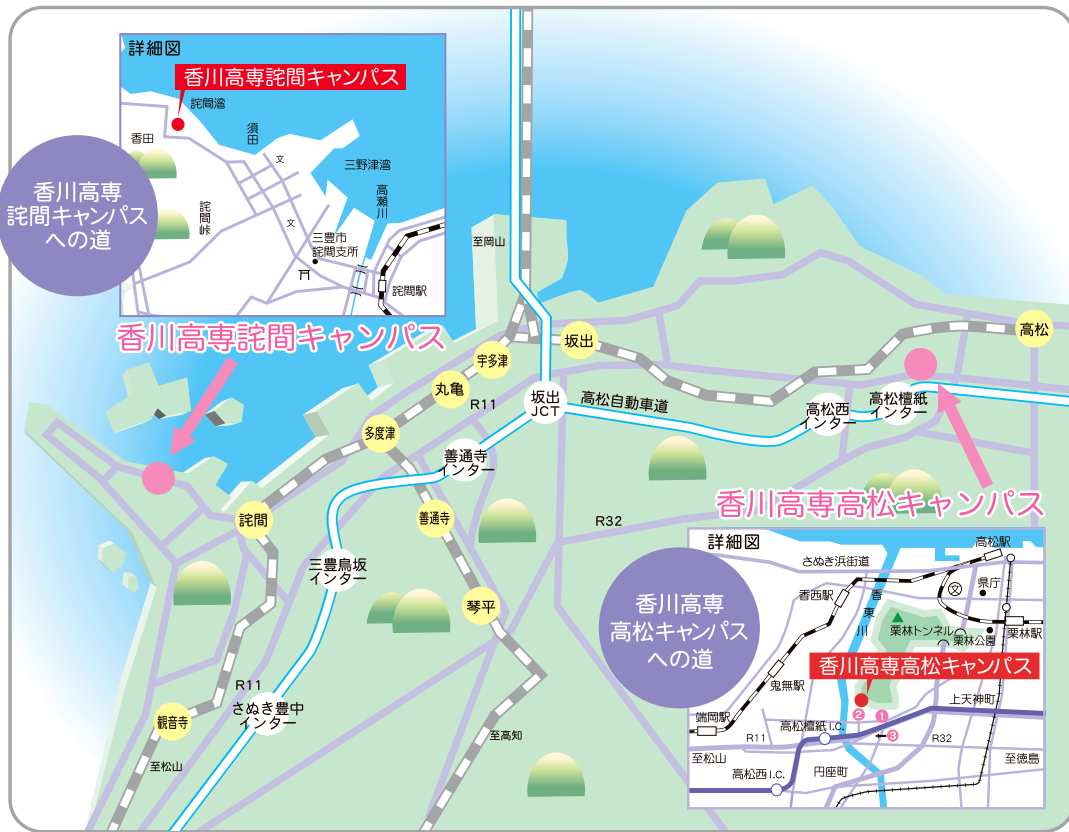 詳細図
香川高専詫間キャンパス
詫間湾
香田
須田
文
三野津湾
高瀬川
詫間峠
文
三豊市
詫間支所
詫間駅
香川高専
詫間キャンパス
への道
香川高専詫間キャンパス
至岡山
坂出
宇多津
丸亀
R11
多度津
坂出
JCT
高松自動車道
高松西
インター
高松檀紙
インター
高松
善通寺
インター
善通寺
詫間
三豊鳥坂
インター
琴平
R32
R11
さぬき豊中
インター
観音寺
至松山
至高知
香川高専高松キャンパス
香川高専
高松キャンパス
への道
詳細図
高松駅
さぬき浜街道
香西駅
香東川
文
県庁
栗林トンネル
栗林公園
栗林駅
香川高専高松キャンパス
鬼無駅
端岡駅
上天神町
2
1
3
高松檀紙I.C.
R11
R32
至松山
至徳島
高松西I.C.
円座町